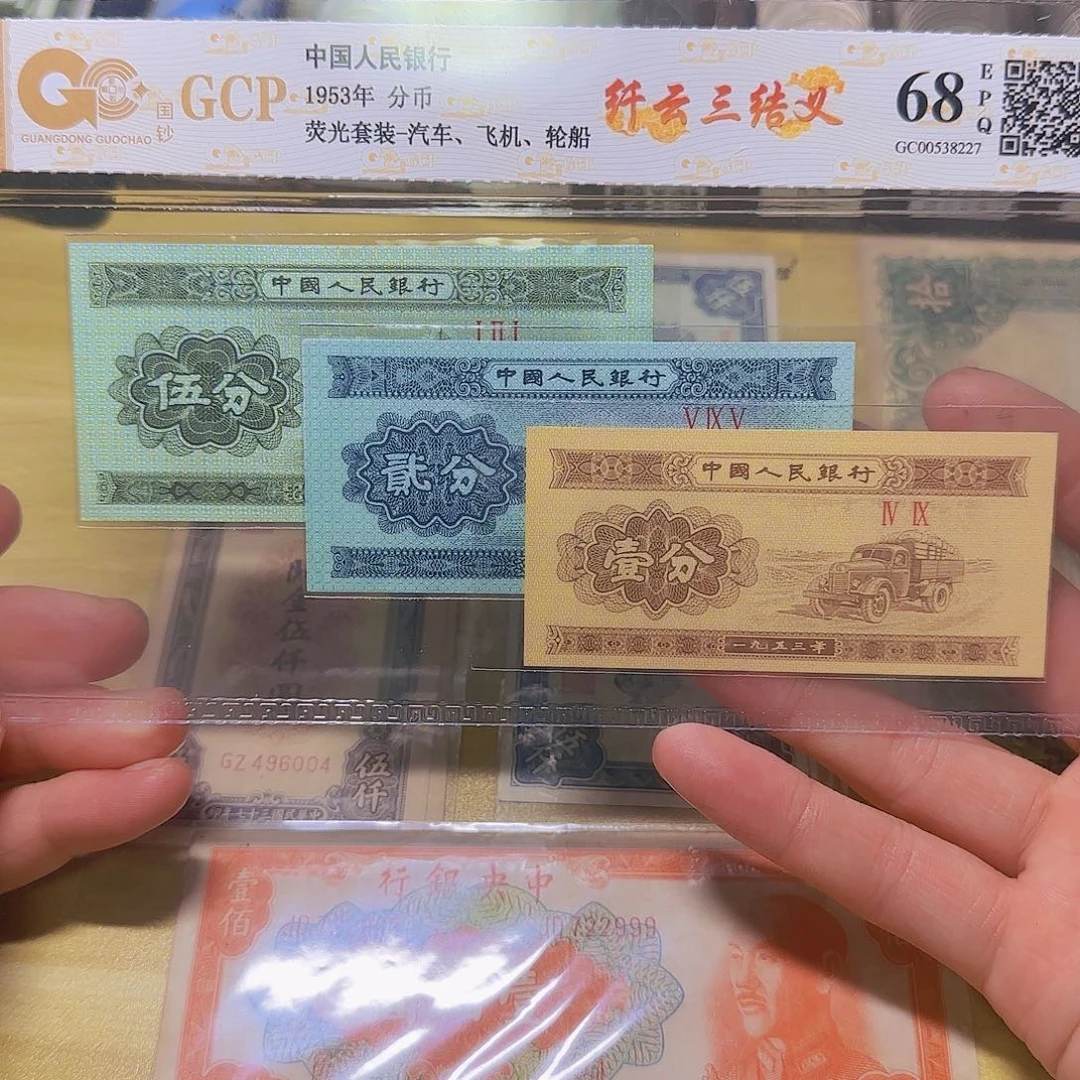 中国人民银行
1953年 分币
荧光套装-汽车、飞机、轮船
GCP
国钞
GUANGDONG GUOCHAO
纤云三结义
68
EPQ
GC00538227
中國人民銀行
I II I
伍分
中國人民銀行
V IX V
貳分
中國人民銀行
IV IX
壹分
一九五三年
拾
伍仟
GZ 496004
伍仟
行銀央中
壹佰
JD722999